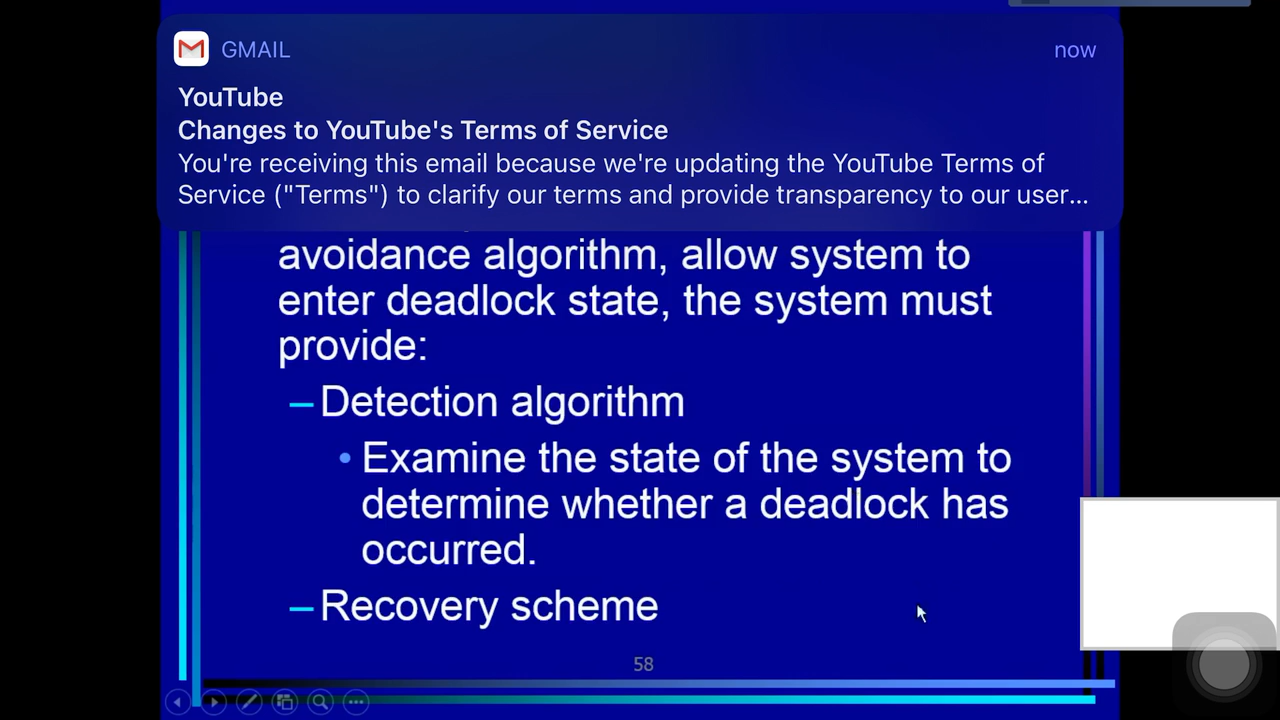 GMAIL
now
YouTube
Changes to YouTube's Terms of Service
You're receiving this email because we're updating the YouTube Terms of
Service ("Terms") to clarify our terms and provide transparency to our user...
avoidance algorithm, allow system to
enter deadlock state, the system must
provide:
– Detection algorithm
• Examine the state of the system to
determine whether a deadlock has
occurred.
– Recovery scheme
58